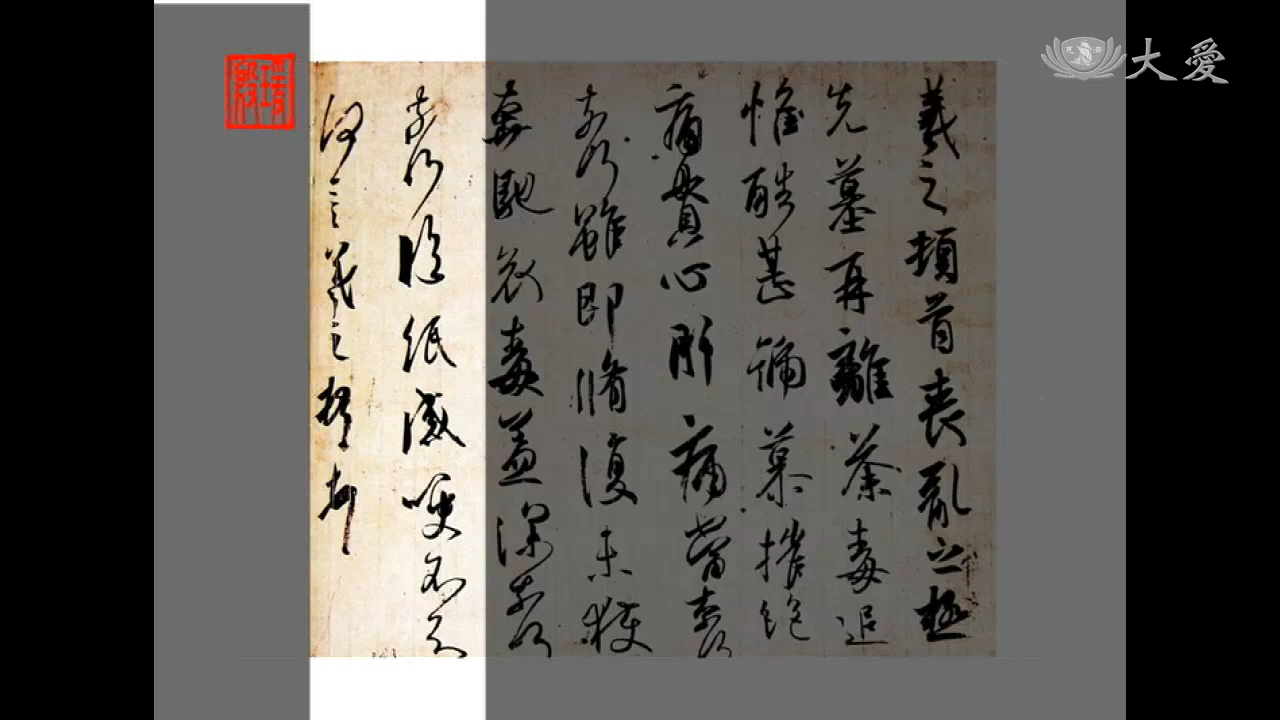 大愛
羲之頓首喪亂之極
先墓再離荼毒追
惟酷甚號慕摧絕
痛貫心肝痛當奈何
奈何雖即脩復未獲
奔馳哀毒益深奈何
奈何臨紙感哽不知
何言羲之頓首頓首